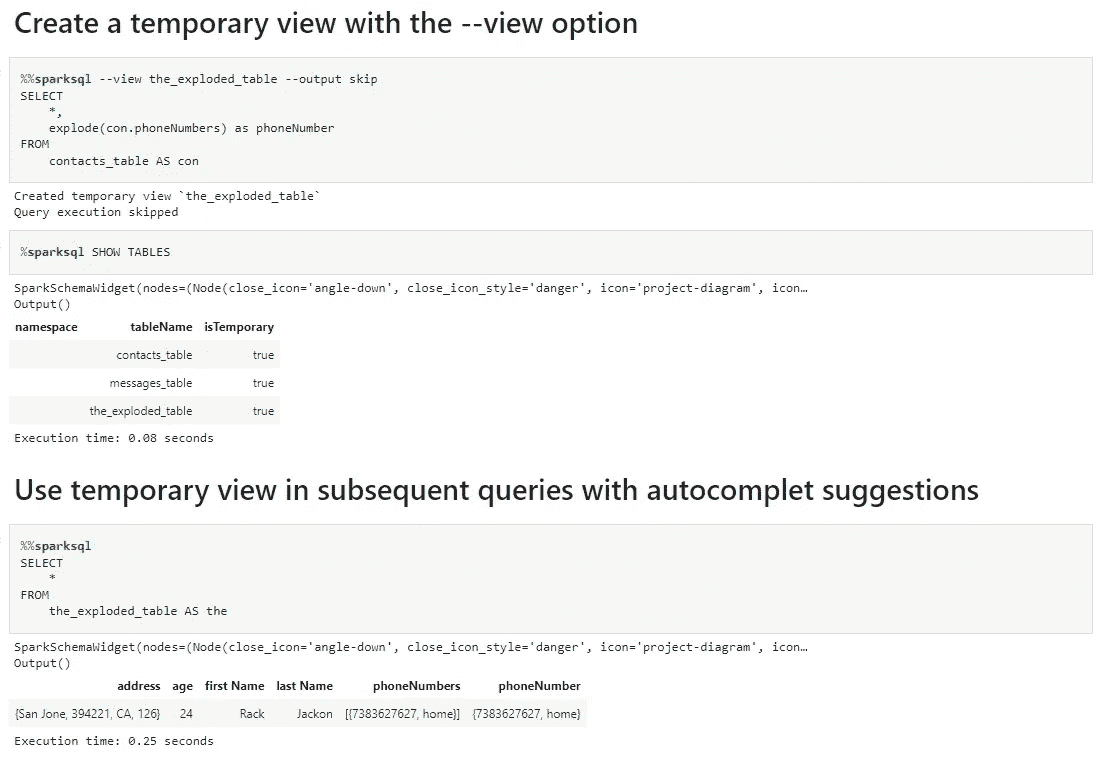 Create a temporary view with the --view option
%%sparksql --view the_exploded_table --output skip
SELECT
*,
explode(con.phoneNumbers) as phoneNumber
FROM
contacts_table AS con
Created temporary view `the_exploded_table`
Query execution skipped
%sparksql SHOW TABLES
SparkSchemaWidget(nodes=(Node(close_icon='angle-down', close_icon_style='danger', icon='project-diagram', icon…
Output()
namespace tableName isTemporary
contacts_table true
messages_table true
the_exploded_table true
Execution time: 0.08 seconds
Use temporary view in subsequent queries with autocomplet suggestions
%%sparksql
SELECT
*
FROM
the_exploded_table AS the
SparkSchemaWidget(nodes=(Node(close_icon='angle-down', close_icon_style='danger', icon='project-diagram', icon…
Output()
address age first Name last Name phoneNumbers phoneNumber
{San Jone, 394221, CA, 126} 24 Rack Jackon [{7383627627, home}] {7383627627, home}
Execution time: 0.25 seconds